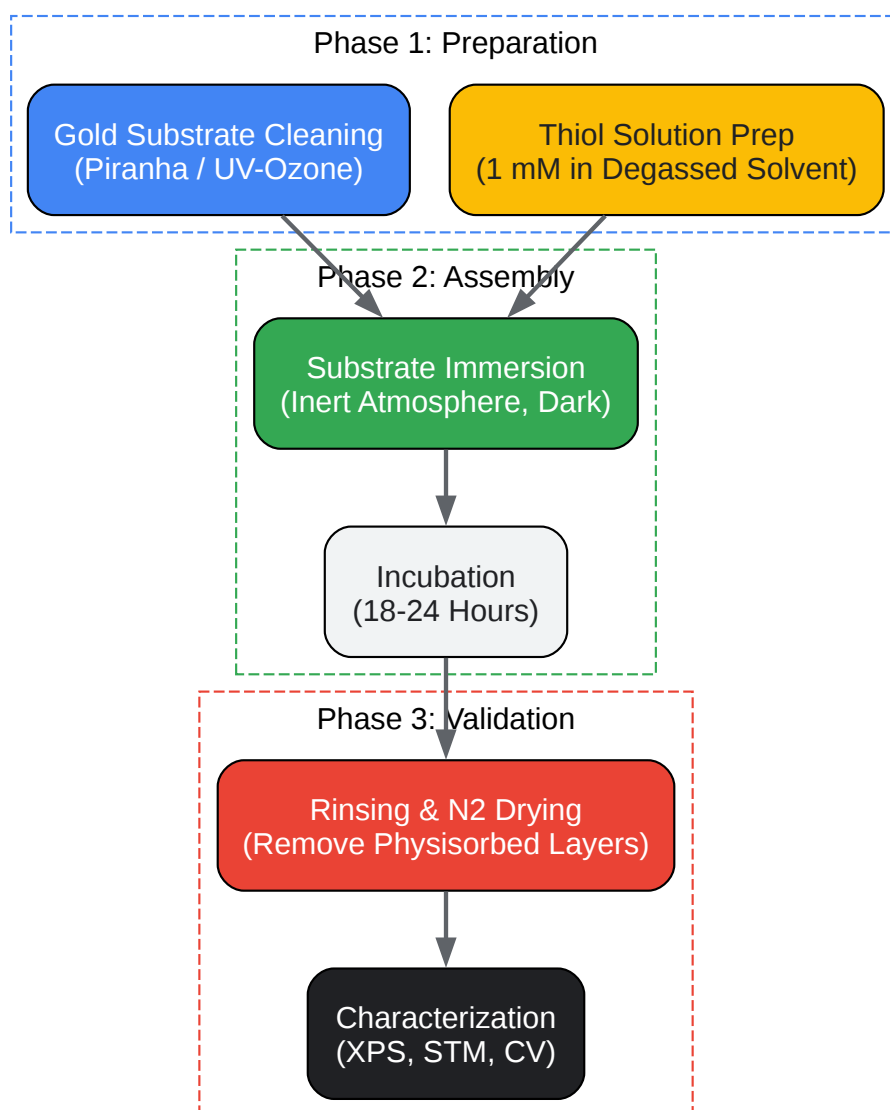 Phase 1: Preparation
Gold Substrate Cleaning
(Piranha / UV-Ozone)
Thiol Solution Prep
(1 mM in Degassed Solvent)
Phase 2: Assembly
Substrate Immersion
(Inert Atmosphere, Dark)
Incubation
(18-24 Hours)
Phase 3: Validation
Rinsing & N2 Drying
(Remove Physisorbed Layers)
Characterization
(XPS, STM, CV)